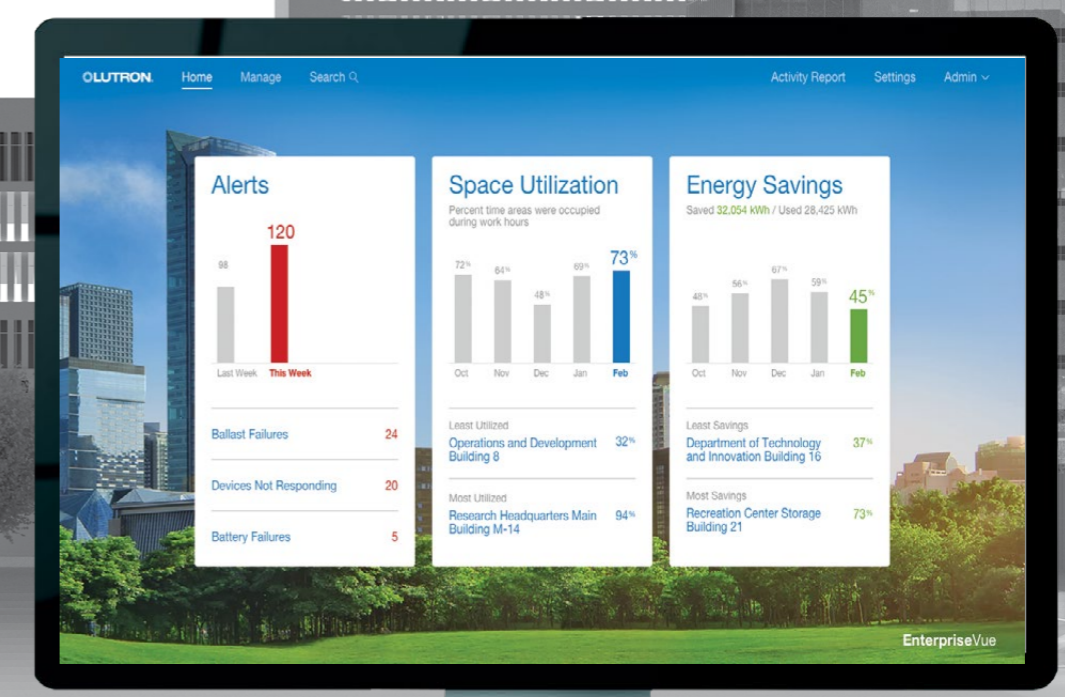 LUTRON.
Home
Manage
Search
Activity Report
Settings
Admin
Alerts
120
98
Last Week
This Week
Ballast Failures
24
Devices Not Responding
20
Battery Failures
5
Space Utilization
Percent time areas were occupied
during work hours
72%
64%
48%
69%
73%
Oct
Nov
Dec
Jan
Feb
Least Utilized
Operations and Development
Building 8
32%
Most Utilized
Research Headquarters Main
Building M-14
94%
Energy Savings
Saved 32,054 kWh / Used 28,425 kWh
48%
56%
67%
59%
45%
Oct
Nov
Dec
Jan
Feb
Least Savings
Department of Technology
and Innovation Building 16
37%
Most Savings
Recreation Center Storage
Building 21
73%
EnterpriseVue